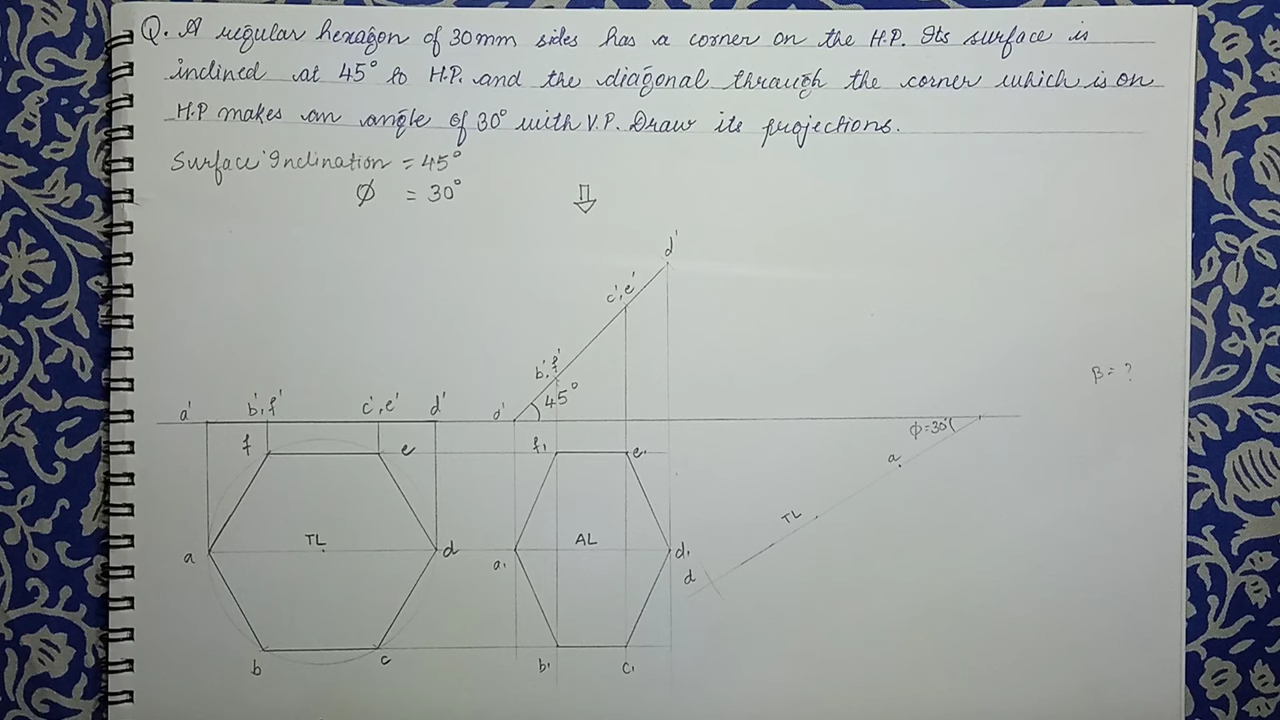 Q. A regular hexagon of 30mm sides has a corner on the H.P. Its surface is
inclined at 45° to H.P. and the diagonal through the corner which is on
H.P makes an angle of 30° with V.P. Draw its projections.
Surface Inclination = 45°
Ø = 30°
d'
c',e'
b',f'
45°
a' b',f' c',e' d' a'
β = ?
Ø=30°
f e f₁ e₁
a
TL
TL AL
a d a₁ d₁
d
b c b₁ c₁